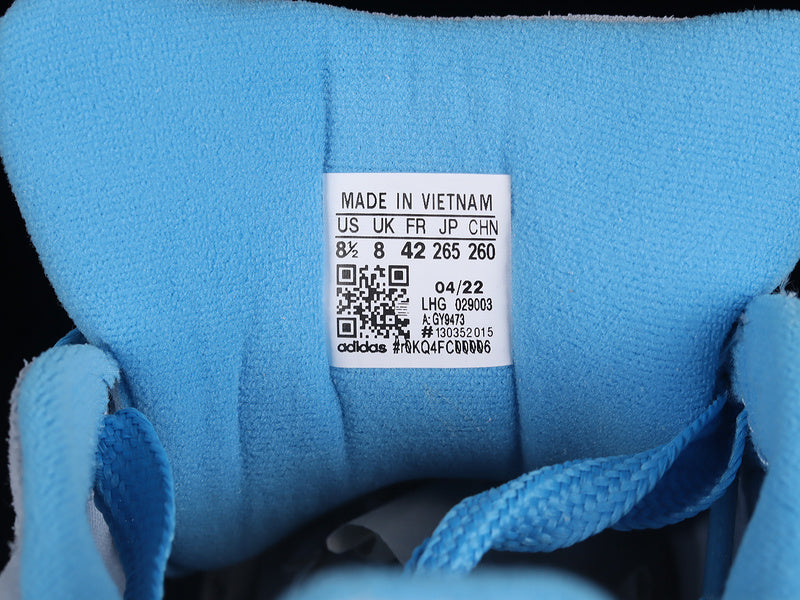 MADE IN VIETNAM
US UK FR JP CHN
8½ 8 42 265 260
04/22
LHG 029003
A: GY9473
#130352015
adidas